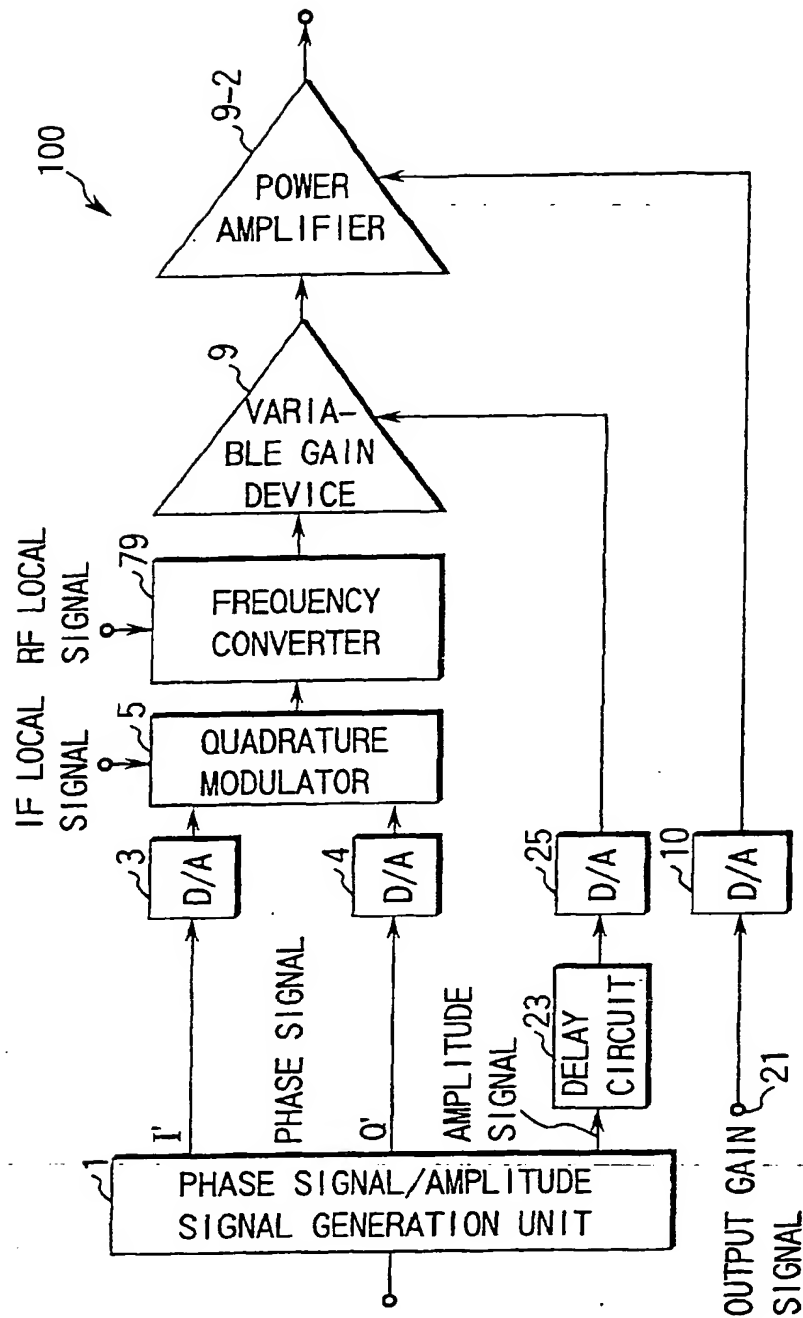 100
PHASE SIGNAL/AMPLITUDE
SIGNAL GENERATION UNIT
1
I'
PHASE SIGNAL
Q'
AMPLITUDE
SIGNAL
D/A
3
D/A
4
IF LOCAL
SIGNAL
QUADRATURE
MODULATOR
5
RF LOCAL
SIGNAL
FREQUENCY
CONVERTER
79
VARIA-
BLE GAIN
DEVICE
9
POWER
AMPLIFIER
9-2
DELAY
CIRCUIT
23
D/A
25
OUTPUT GAIN
SIGNAL
21
D/A
10